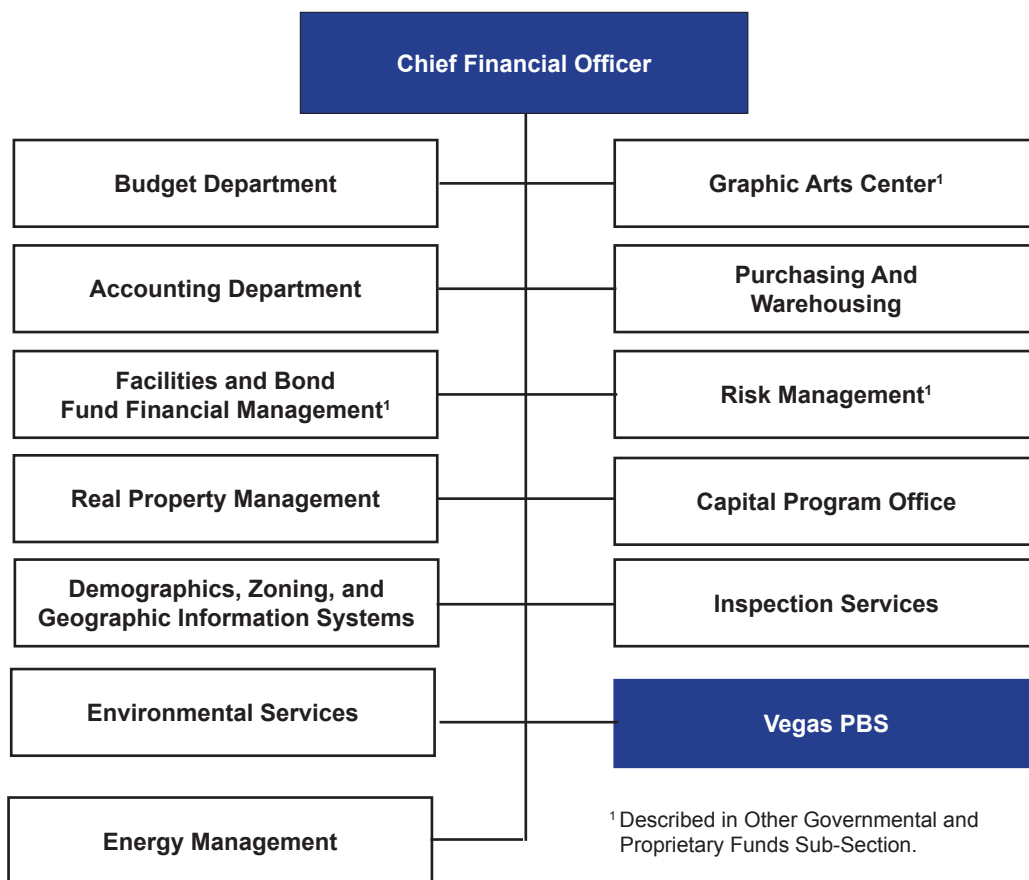 Chief Financial Officer
Budget Department
Graphic Arts Center¹
Accounting Department
Purchasing And
Warehousing
Facilities and Bond
Fund Financial Management¹
Risk Management¹
Real Property Management
Capital Program Office
Demographics, Zoning, and
Geographic Information Systems
Inspection Services
Environmental Services
Vegas PBS
Energy Management
¹ Described in Other Governmental and
Proprietary Funds Sub-Section.